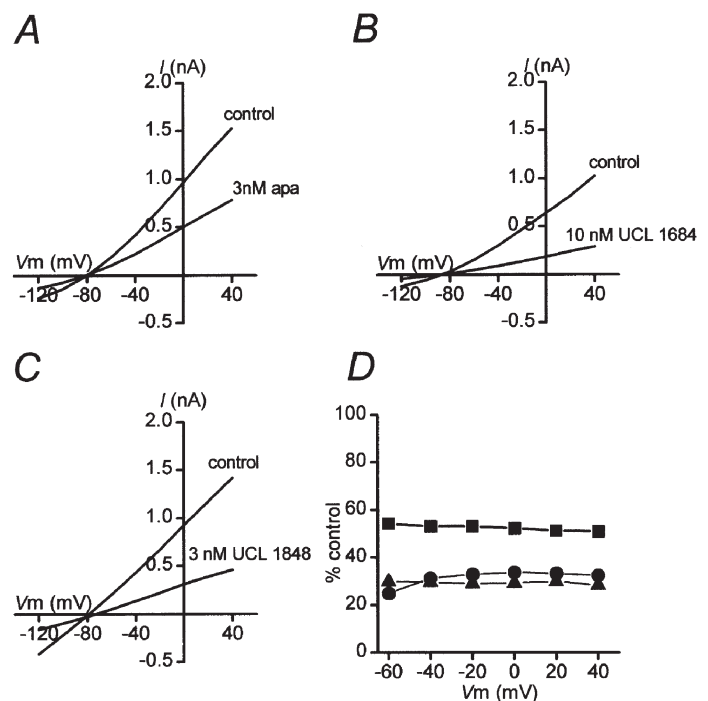 A
I (nA)
2.0
1.5
control
1.0
3nM apa
0.5
Vm (mV)
-120 -80 -40 40
-0.5
B
I (nA)
2.0
1.5
control
1.0
0.5
10 nM UCL 1684
Vm (mV)
-120 -80 -40 40
-0.5
C
I (nA)
2.0
1.5
control
1.0
0.5
3 nM UCL 1848
Vm (mV)
-120 -80 -40 40
-0.5
D
100
80
60
40
20
0
% control
-60 -40 -20 0 20 40
Vm (mV)